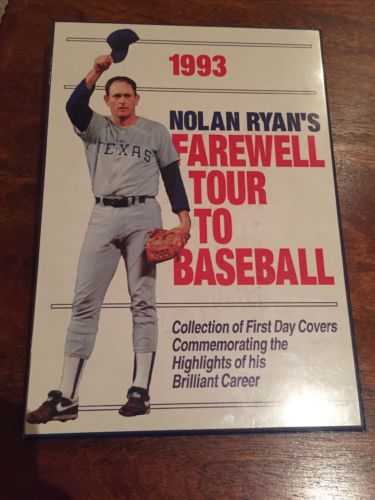 1993
NOLAN RYAN'S
FAREWELL
TOUR
TO
BASEBALL
TEXAS
Collection of First Day Covers
Commemorating the
Highlights of his
Brilliant Career